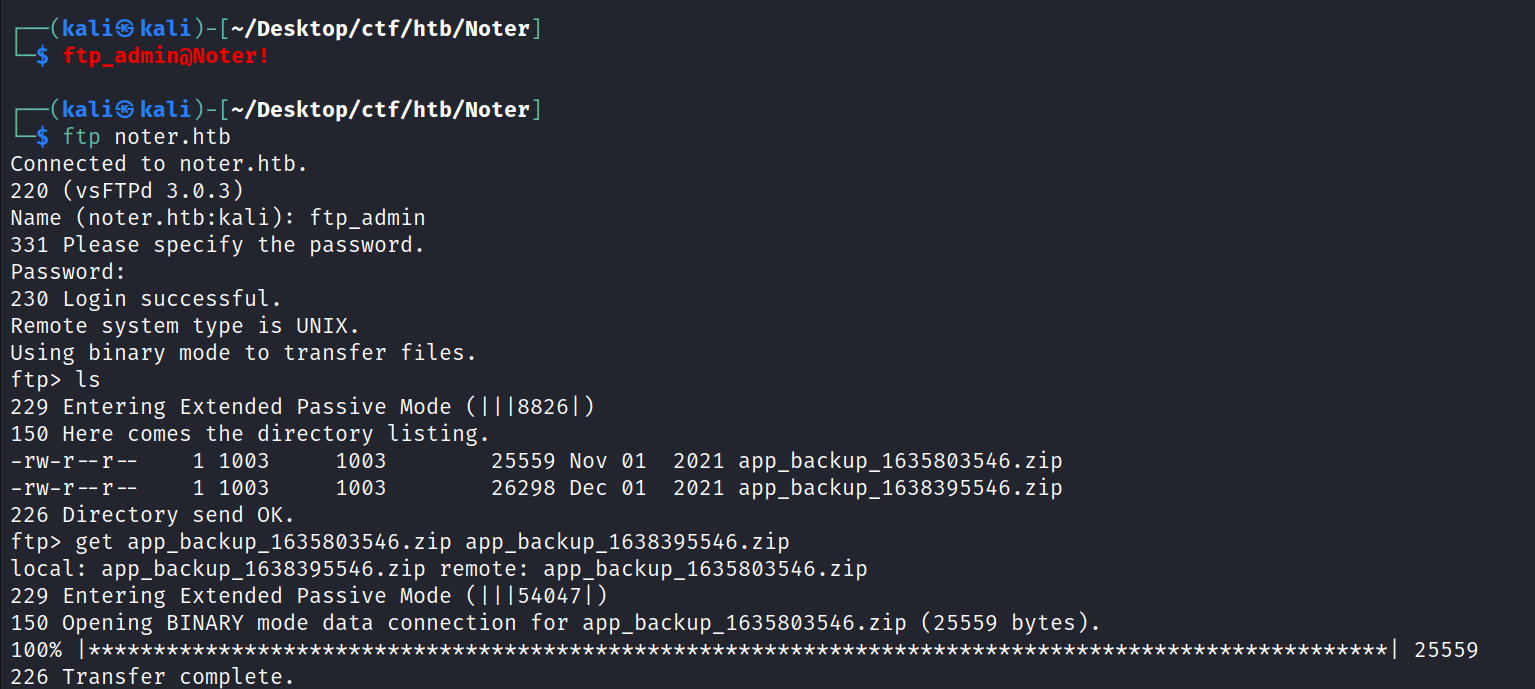 ┌──(kali㉿kali)-[~/Desktop/ctf/htb/Noter]
└─$ ftp_admin@Noter!
┌──(kali㉿kali)-[~/Desktop/ctf/htb/Noter]
└─$ ftp noter.htb
Connected to noter.htb.
220 (vsFTPd 3.0.3)
Name (noter.htb:kali): ftp_admin
331 Please specify the password.
Password:
230 Login successful.
Remote system type is UNIX.
Using binary mode to transfer files.
ftp> ls
229 Entering Extended Passive Mode (|||8826|)
150 Here comes the directory listing.
-rw-r--r--    1 1003     1003        25559 Nov 01  2021 app_backup_1635803546.zip
-rw-r--r--    1 1003     1003        26298 Dec 01  2021 app_backup_1638395546.zip
226 Directory send OK.
ftp> get app_backup_1635803546.zip app_backup_1638395546.zip
local: app_backup_1638395546.zip remote: app_backup_1635803546.zip
229 Entering Extended Passive Mode (|||54047|)
150 Opening BINARY mode data connection for app_backup_1635803546.zip (25559 bytes).
100% |****************************************************************************************************| 25559
226 Transfer complete.